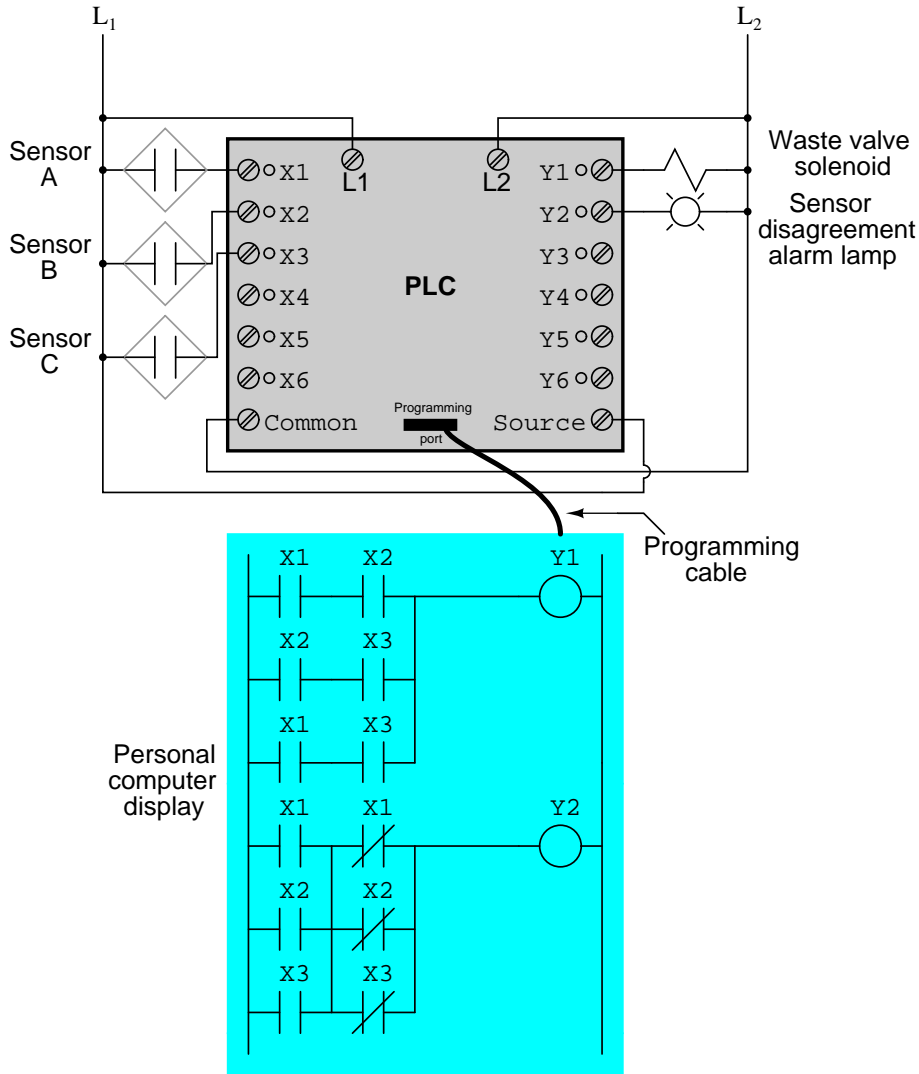 L1 L2
Sensor
A
Sensor
B
Sensor
C
X1
X2
X3
X4
X5
X6
Common
L1 L2
PLC
Programming
port
Y1
Y2
Y3
Y4
Y5
Y6
Source
Waste valve
solenoid
Sensor
disagreement
alarm lamp
Programming
cable
Personal
computer
display
X1 X2 Y1
X2 X3
X1 X3
X1 X1 Y2
X2 X2
X3 X3